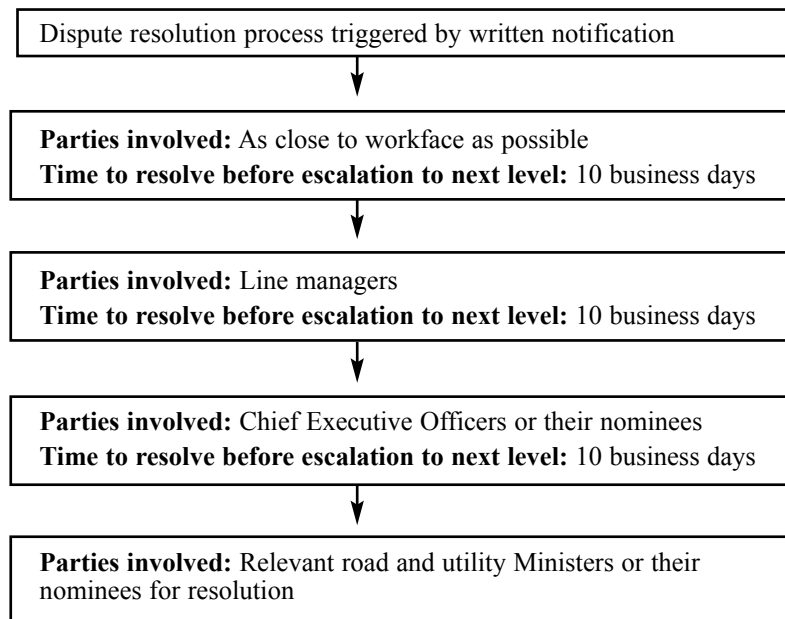 Dispute resolution process triggered by written notification
Parties involved: As close to workface as possible
Time to resolve before escalation to next level: 10 business days
Parties involved: Line managers
Time to resolve before escalation to next level: 10 business days
Parties involved: Chief Executive Officers or their nominees
Time to resolve before escalation to next level: 10 business days
Parties involved: Relevant road and utility Ministers or their
nominees for resolution